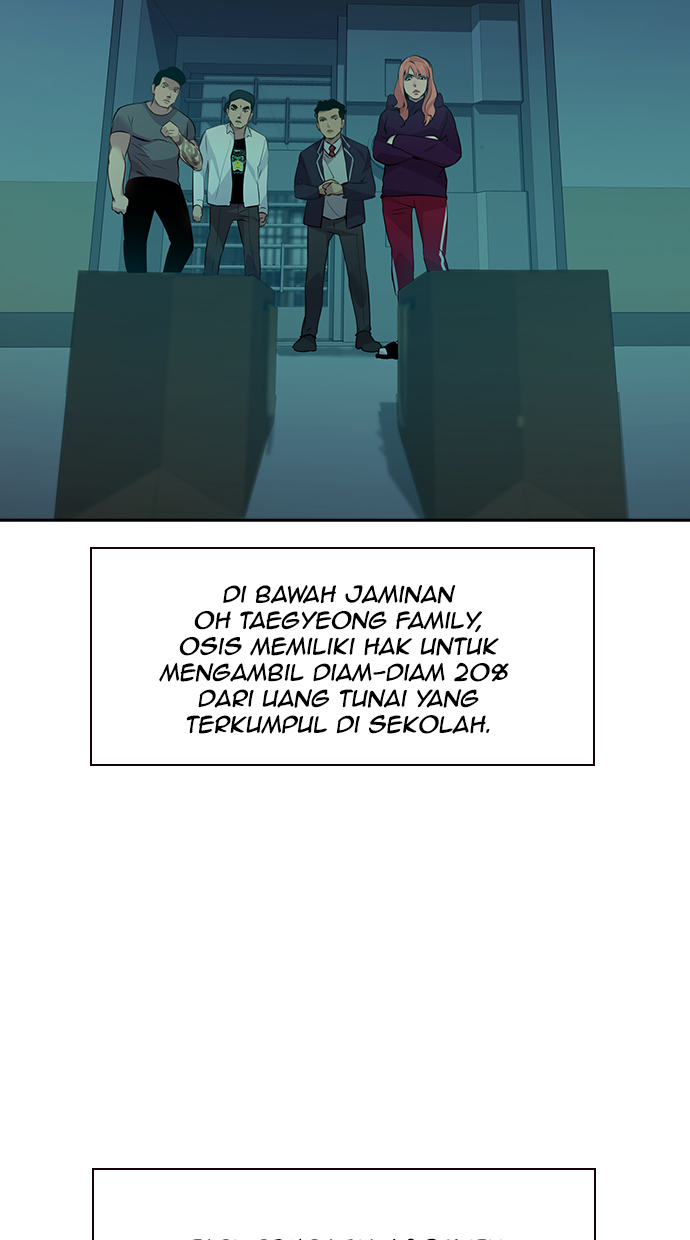 DI BAWAH JAMINAN
OH TAEGYEONG FAMILY,
OSIS MEMILIKI HAK UNTUK
MENGAMBIL DIAM-DIAM 20%
DARI UANG TUNAI YANG
TERKUMPUL DI SEKOLAH.